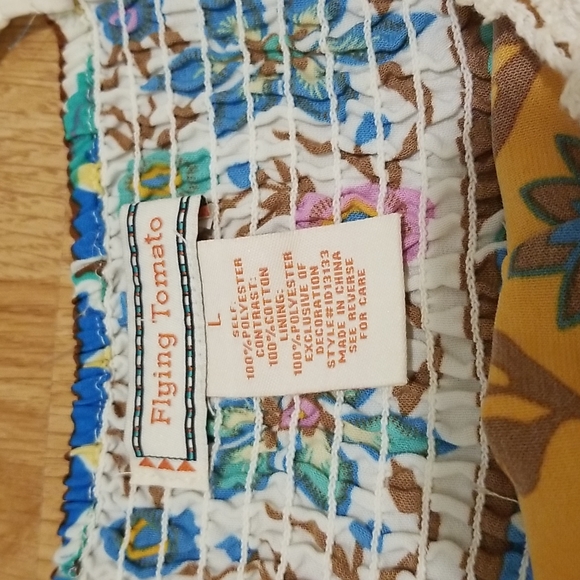 Flying Tomato
L
SELF:
100%POLYESTER
CONTRAST:
100%COTTON
LINING:
100%POLYESTER
EXCLUSIVE OF
DECORATION
STYLE#:ID13133
MADE IN CHINA
SEE REVERSE
FOR CARE